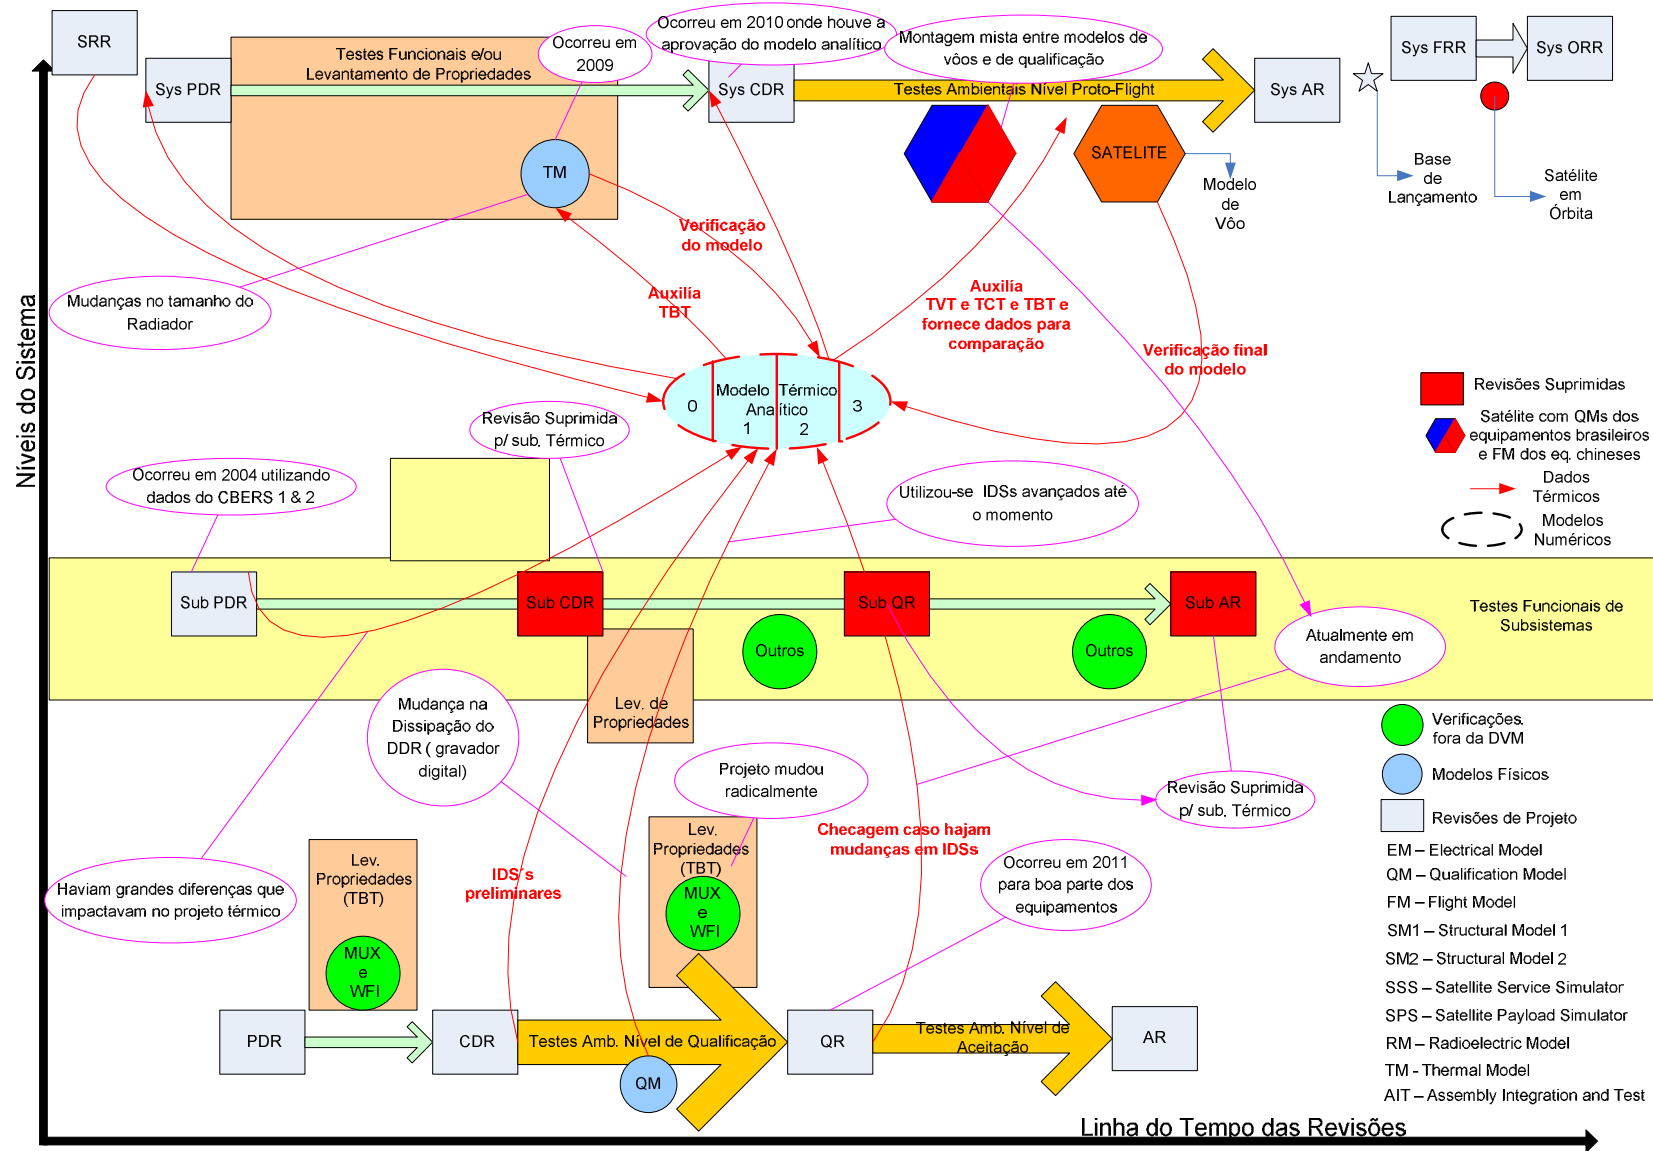 SRR
Sys PDR
Testes Funcionais e/ou
Levantamento de Propriedades
Ocorreu em
2009
Ocorreu em 2010 onde houve a
aprovação do modelo analítico
Sys CDR
Montagem mista entre modelos de
vôos e de qualificação
Testes Ambientais Nível Proto-Flight
Sys AR
Sys FRR
Sys ORR
TM
SATELITE
Modelo
de
Vôo
Base
de
Lançamento
Satélite
em
Órbita
Níveis do Sistema
Mudanças no tamanho do
Radiador
Verificação
do modelo
Auxilia
TBT
Auxilia
TVT e TCT e TBT e
fornece dados para
comparação
Verificação final
do modelo
Modelo Térmico
Analítico
0
1
2
3
Revisão Suprimida
p/ sub. Térmico
Ocorreu em 2004 utilizando
dados do CBERS 1 & 2
Utilizou-se IDSs avançados até
o momento
Revisões Suprimidas
Satélite com QMs dos
equipamentos brasileiros
e FM dos eq. chineses
Dados
Térmicos
Modelos
Numéricos
Sub PDR
Sub CDR
Sub QR
Sub AR
Testes Funcionais de
Subsistemas
Outros
Outros
Atualmente em
andamento
Lev. de
Propriedades
Mudança na
Dissipação do
DDR ( gravador
digital)
Projeto mudou
radicalmente
Revisão Suprimida
p/ sub. Térmico
Verificações.
fora da DVM
Modelos Físicos
Revisões de Projeto
Haviam grandes diferenças que
impactavam no projeto térmico
Lev.
Propriedades
(TBT)
MUX
e
WFI
IDS´s
preliminares
Lev.
Propriedades
(TBT)
MUX
e
WFI
Checagem caso hajam
mudanças em IDSs
Ocorreu em 2011
para boa parte dos
equipamentos
EM – Electrical Model
QM – Qualification Model
FM – Flight Model
SM1 – Structural Model 1
SM2 – Structural Model 2
SSS – Satellite Service Simulator
SPS – Satellite Payload Simulator
RM – Radioelectric Model
TM - Thermal Model
AIT – Assembly Integration and Test
PDR
CDR
Testes Amb. Nível de Qualificação
QR
Testes Amb. Nível de
Aceitação
AR
QM
Linha do Tempo das Revisões